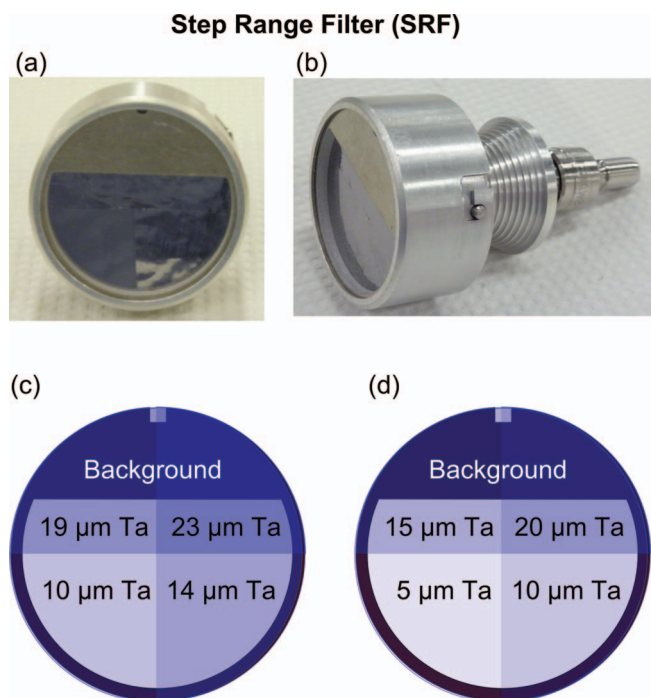 Step Range Filter (SRF)
(a)
(b)
(c)
(d)
Background
19 µm Ta 23 µm Ta
10 µm Ta 14 µm Ta
Background
15 µm Ta 20 µm Ta
5 µm Ta 10 µm Ta